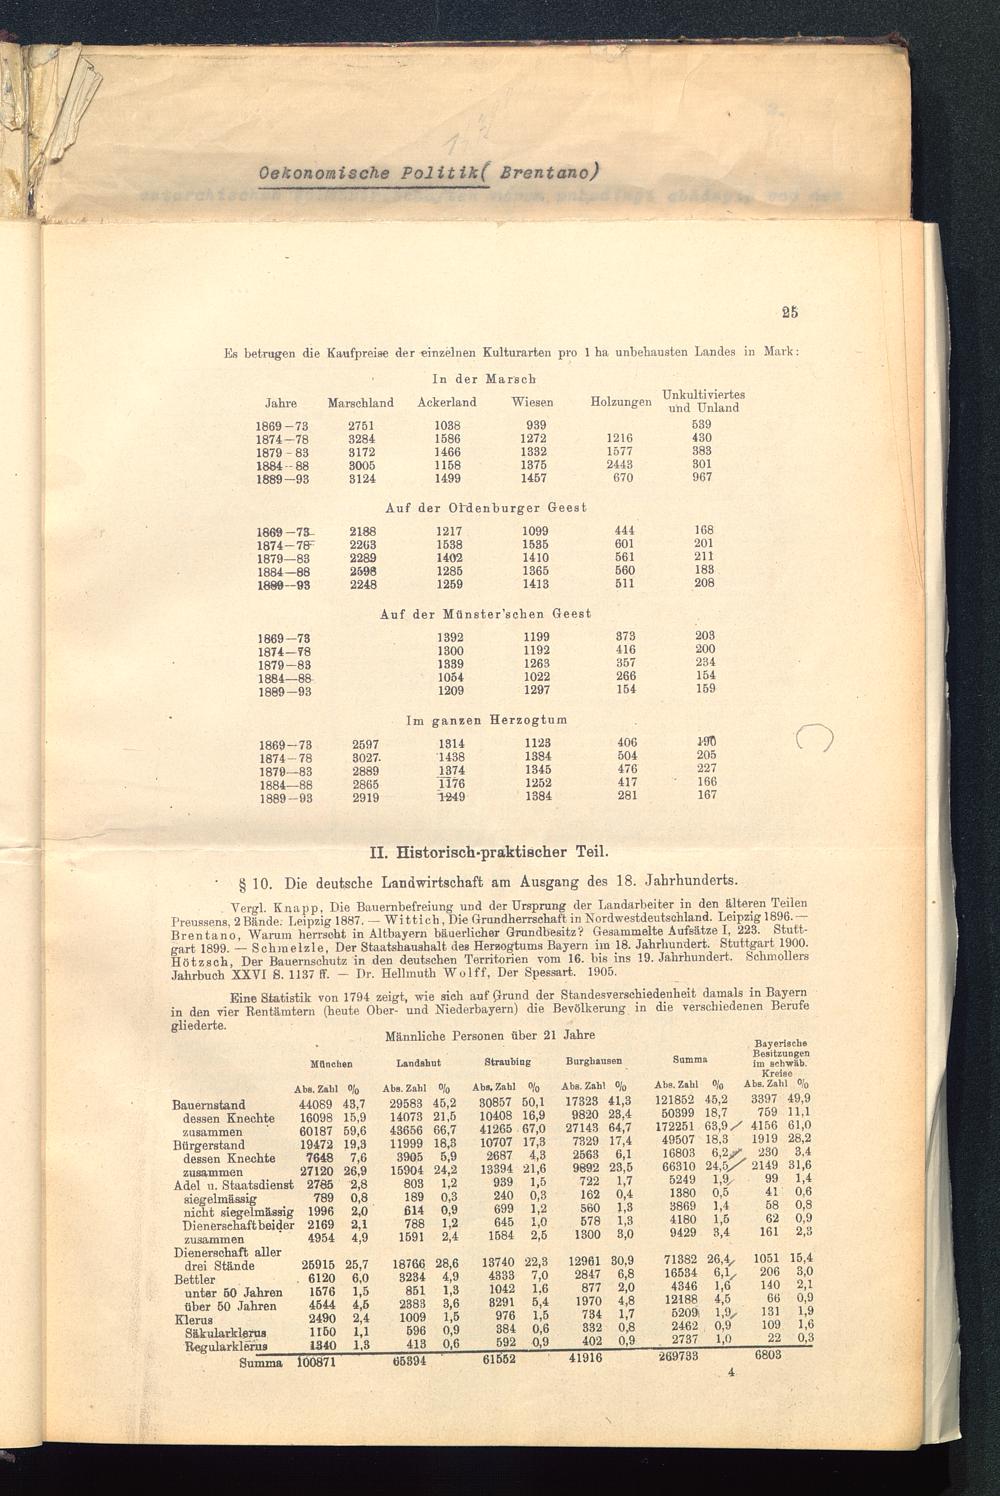 Oekonomische Politik( Brentano)
25
Es betrugen die Kaufpreise der einzelnen Kulturarten pro 1 ha unbehausten Landes in Mark:
In der Marsch
Jahre Marschland Ackerland Wiesen Holzungen Unkultiviertes und Unland
1869–73 2751 1038 939 539
1874–78 3284 1586 1272 1216 430
1879–83 3172 1466 1332 1577 383
1884–88 3005 1158 1375 2443 301
1889–93 3124 1499 1457 670 967
Auf der Oldenburger Geest
1869–73 2188 1217 1099 444 168
1874–78 2263 1538 1535 601 201
1879–83 2289 1402 1410 561 211
1884–88 2598 1285 1365 560 183
1889–93 2248 1259 1413 511 208
Auf der Münster'schen Geest
1869–73 1392 1199 373 203
1874–78 1300 1192 416 200
1879–83 1339 1263 357 234
1884–88 1054 1022 266 154
1889–93 1209 1297 154 159
Im ganzen Herzogtum
1869–73 2597 1314 1123 406 190
1874–78 3027. 1438 1384 504 205
1879–83 2889 1374 1345 476 227
1884–88 2865 1176 1252 417 166
1889–93 2919 1249 1384 281 167
II. Historisch-praktischer Teil.
§ 10. Die deutsche Landwirtschaft am Ausgang des 18. Jahrhunderts.
Vergl. Knapp, Die Bauernbefreiung und der Ursprung der Landarbeiter in den älteren Teilen
Preussens, 2 Bände. Leipzig 1887. — Wittich, Die Grundherrschaft in Nordwestdeutschland. Leipzig 1896. —
Brentano, Warum herrscht in Altbayern bäuerlicher Grundbesitz? Gesammelte Aufsätze I, 223. Stutt-
gart 1899. — Schmelzle, Der Staatshaushalt des Herzogtums Bayern im 18. Jahrhundert. Stuttgart 1900.
Hötzsch, Der Bauernschutz in den deutschen Territorien vom 16. bis ins 19. Jahrhundert. Schmollers
Jahrbuch XXVI S. 1137 ff. — Dr. Hellmuth Wolff, Der Spessart. 1905.
Eine Statistik von 1794 zeigt, wie sich auf Grund der Standesverschiedenheit damals in Bayern
in den vier Rentämtern (heute Ober- und Niederbayern) die Bevölkerung in die verschiedenen Berufe
gliederte.
Männliche Personen über 21 Jahre
München Landshut Straubing Burghausen Summa Bayerische Besitzungen im schwäb. Kreise
Abs. Zahl % Abs. Zahl % Abs. Zahl % Abs. Zahl % Abs. Zahl % Abs. Zahl %
Bauernstand 44089 43,7 29583 45,2 30857 50,1 17323 41,3 121852 45,2 3397 49,9
dessen Knechte 16098 15,9 14073 21,5 10408 16,9 9820 23,4 50399 18,7 759 11,1
zusammen 60187 59,6 43656 66,7 41265 67,0 27143 64,7 172251 63,9 4156 61,0
Bürgerstand 19472 19,3 11999 18,3 10707 17,3 7329 17,4 49507 18,3 1919 28,2
dessen Knechte 7648 7,6 3905 5,9 2687 4,3 2563 6,1 16803 6,2 230 3,4
zusammen 27120 26,9 15904 24,2 13394 21,6 9892 23,5 66310 24,5 2149 31,6
Adel u. Staatsdienst 2785 2,8 803 1,2 939 1,5 722 1,7 5249 1,9 99 1,4
siegelmässig 789 0,8 189 0,3 240 0,3 162 0,4 1380 0,5 41 0,6
nicht siegelmässig 1996 2,0 614 0,9 699 1,2 560 1,3 3869 1,4 58 0,8
Dienerschaft beider 2169 2,1 788 1,2 645 1,0 578 1,3 4180 1,5 62 0,9
zusammen 4954 4,9 1591 2,4 1584 2,5 1300 3,0 9429 3,4 161 2,3
Dienerschaft aller
drei Stände 25915 25,7 18766 28,6 13740 22,3 12961 30,9 71382 26,4 1051 15,4
Bettler 6120 6,0 3234 4,9 4333 7,0 2847 6,8 16534 6,1 206 3,0
unter 50 Jahren 1576 1,5 851 1,3 1042 1,6 877 2,0 4346 1,6 140 2,1
über 50 Jahren 4544 4,5 2383 3,6 3291 5,4 1970 4,8 12188 4,5 66 0,9
Klerus 2490 2,4 1009 1,5 976 1,5 734 1,7 5209 1,9 131 1,9
Säkularklerus 1150 1,1 596 0,9 384 0,6 332 0,8 2462 0,9 109 1,6
Regularklerus 1340 1,3 413 0,6 592 0,9 402 0,9 2737 1,0 22 0,3
Summa 100871 65394 61552 41916 269733 6803
4